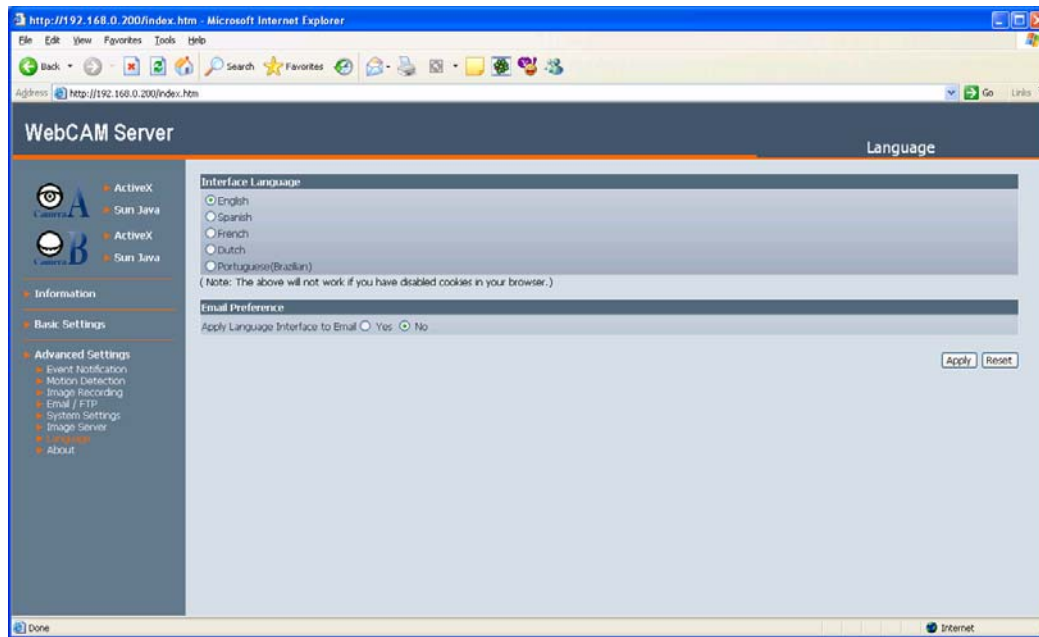 http://192.168.0.200/index.htm - Microsoft Internet Explorer
File Edit View Favorites Tools Help
Back Search Favorites
Address http://192.168.0.200/index.htm Go Links
WebCAM Server
Language
Camera A
ActiveX
Sun Java
Camera B
ActiveX
Sun Java
Information
Basic Settings
Advanced Settings
Event Notification
Motion Detection
Image Recording
Email / FTP
System Settings
Image Server
Language
About
Interface Language
English
Spanish
French
Dutch
Portuguese(Brazilian)
( Note: The above will not work if you have disabled cookies in your browser.)
Email Preference
Apply Language Interface to Email Yes No
Apply Reset
Done Internet